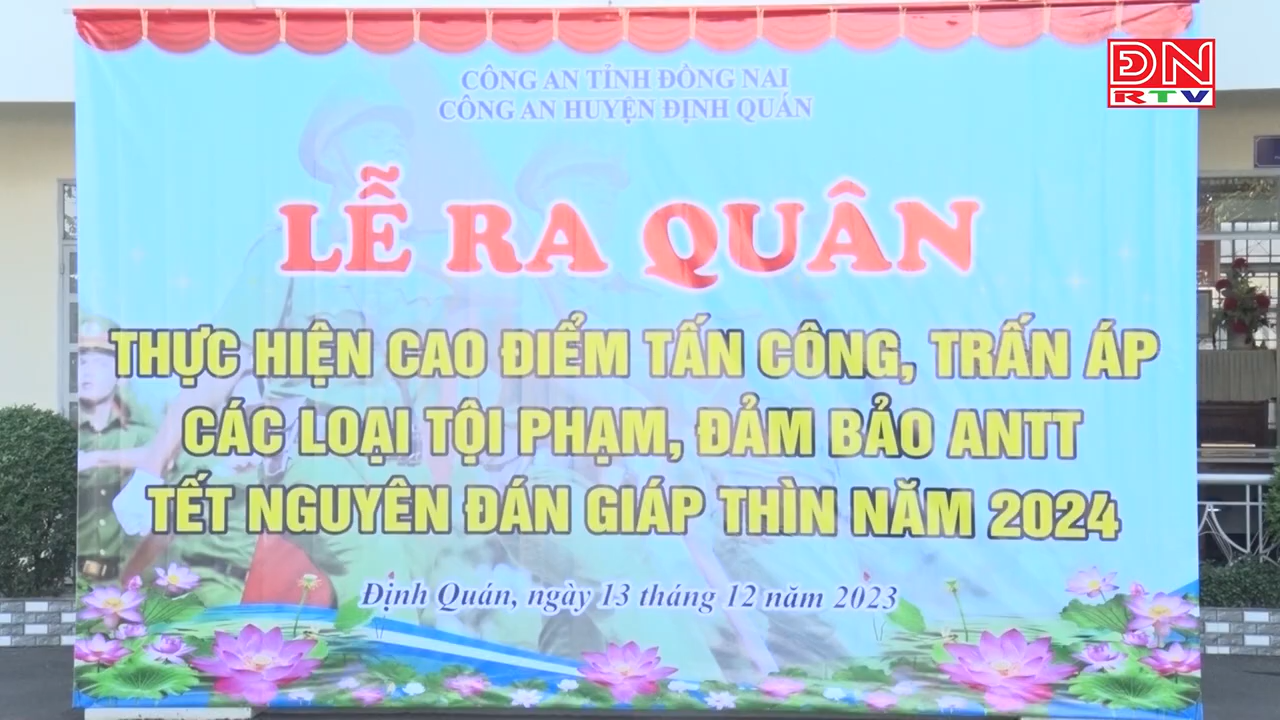 CÔNG AN TỈNH ĐỒNG NAI
CÔNG AN HUYỆN ĐỊNH QUÁN
LỄ RA QUÂN
THỰC HIỆN CAO ĐIỂM TẤN CÔNG, TRẤN ÁP
CÁC LOẠI TỘI PHẠM, ĐẢM BẢO ANTT
TẾT NGUYÊN ĐÁN GIÁP THÌN NĂM 2024
Định Quán, ngày 13 tháng 12 năm 2023
ĐN
RTV